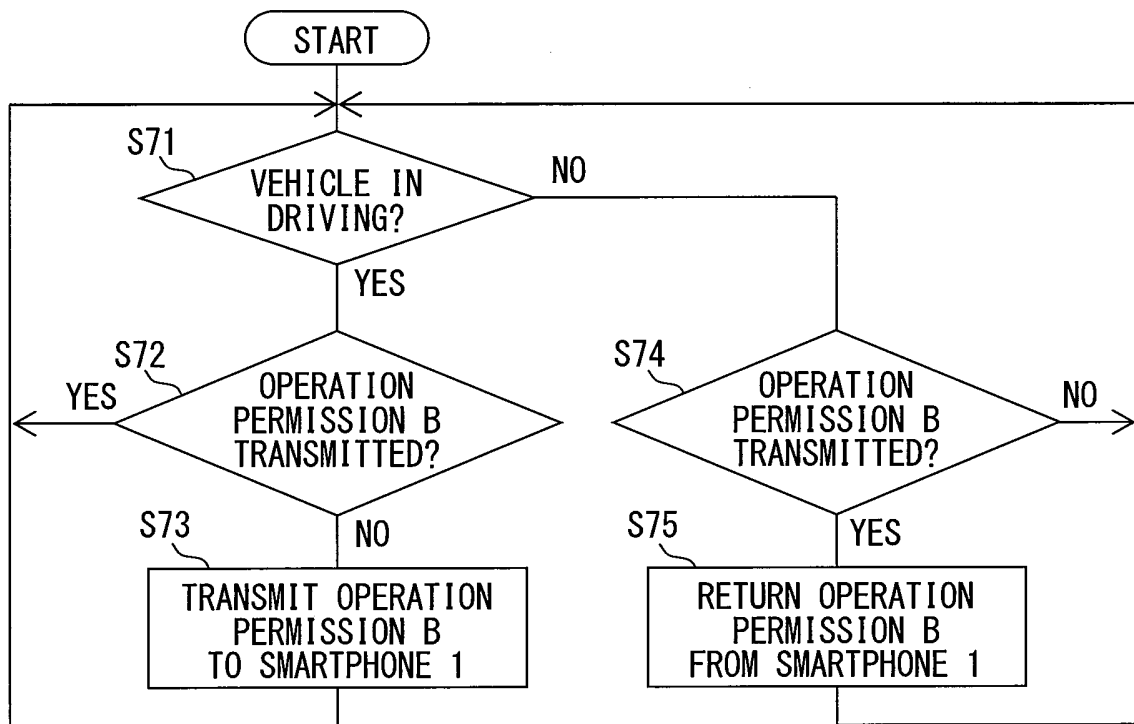 START
S71
VEHICLE IN
DRIVING?
NO
YES
S72
YES
OPERATION
PERMISSION B
TRANSMITTED?
NO
S73
TRANSMIT OPERATION
PERMISSION B
TO SMARTPHONE 1
S74
OPERATION
PERMISSION B
TRANSMITTED?
NO
YES
S75
RETURN OPERATION
PERMISSION B
FROM SMARTPHONE 1